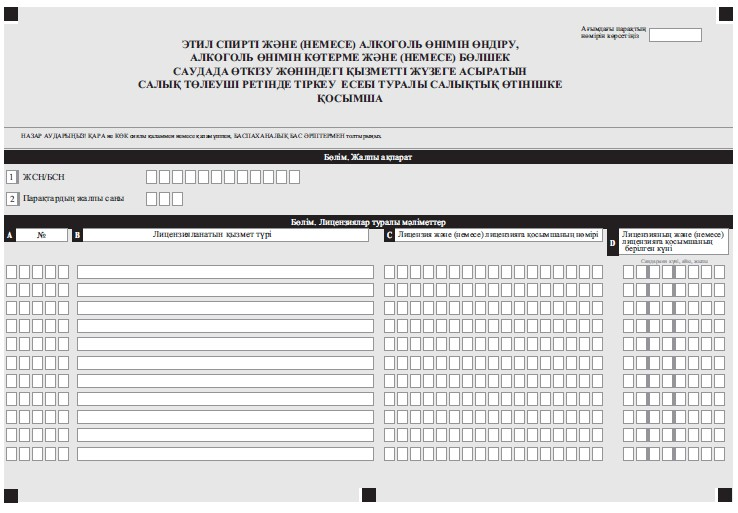 Ағымдағы парақтың
нөмірін көрсетіңіз
ЭТИЛ СПИРТІ ЖӘНЕ (НЕМЕСЕ) АЛКОГОЛЬ ӨНІМІН ӨНДІРУ,
АЛКОГОЛЬ ӨНІМІН КӨТЕРМЕ ЖӘНЕ (НЕМЕСЕ) БӨЛШЕК
САУДАДА ӨТКІЗУ ЖӨНІНДЕГІ ҚЫЗМЕТТІ ЖҮЗЕГЕ АСЫРАТЫН
САЛЫҚ ТӨЛЕУШІ РЕТІНДЕ ТІРКЕУ ЕСЕБІ ТУРАЛЫ САЛЫҚТЫҚ ӨТІНІШКЕ
ҚОСЫМША
НАЗАР АУДАРЫҢЫЗ! ҚАРА не КӨК сиялы қаламмен немесе қаламұшпен, БАСПАХАНАЛЫҚ БАС ӘРІПТЕРМЕН толтырыңыз.
Бөлім. Жалпы ақпарат
1 ЖСН/БСН
2 Парақтардың жалпы саны
Бөлім. Лицензиялар туралы мәліметтер
A № B Лицензияланатын қызмет түрі C Лицензия және (немесе) лицензияға қосымшаның нөмірі D Лицензияның және (немесе)
лицензияға қосымшаның
берілген күні